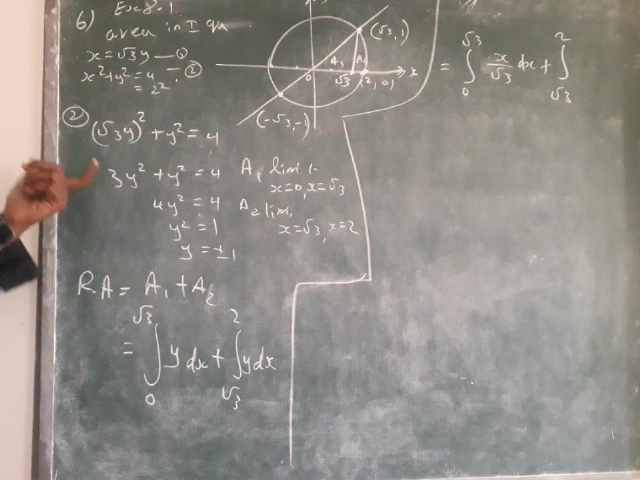 Ex 8.1
6) area in I qu
x = √3 y — ①
x² + y² = 4 — ②
= 2²
A₁ A₂
0 √3 (2, 0) x
(√3, 1)
(-√3, -1)
② (√3y)² + y² = 4
3y² + y² = 4
4y² = 4
y² = 1
y = ±1
A₁ limi
x = 0, x = √3
A₂ limi
x = √3, x = 2
RA = A₁ + A₂
= ∫₀^√3 y dx + ∫_√3^2 y dx
= ∫₀^√3 x/√3 dx + ∫_√3^2